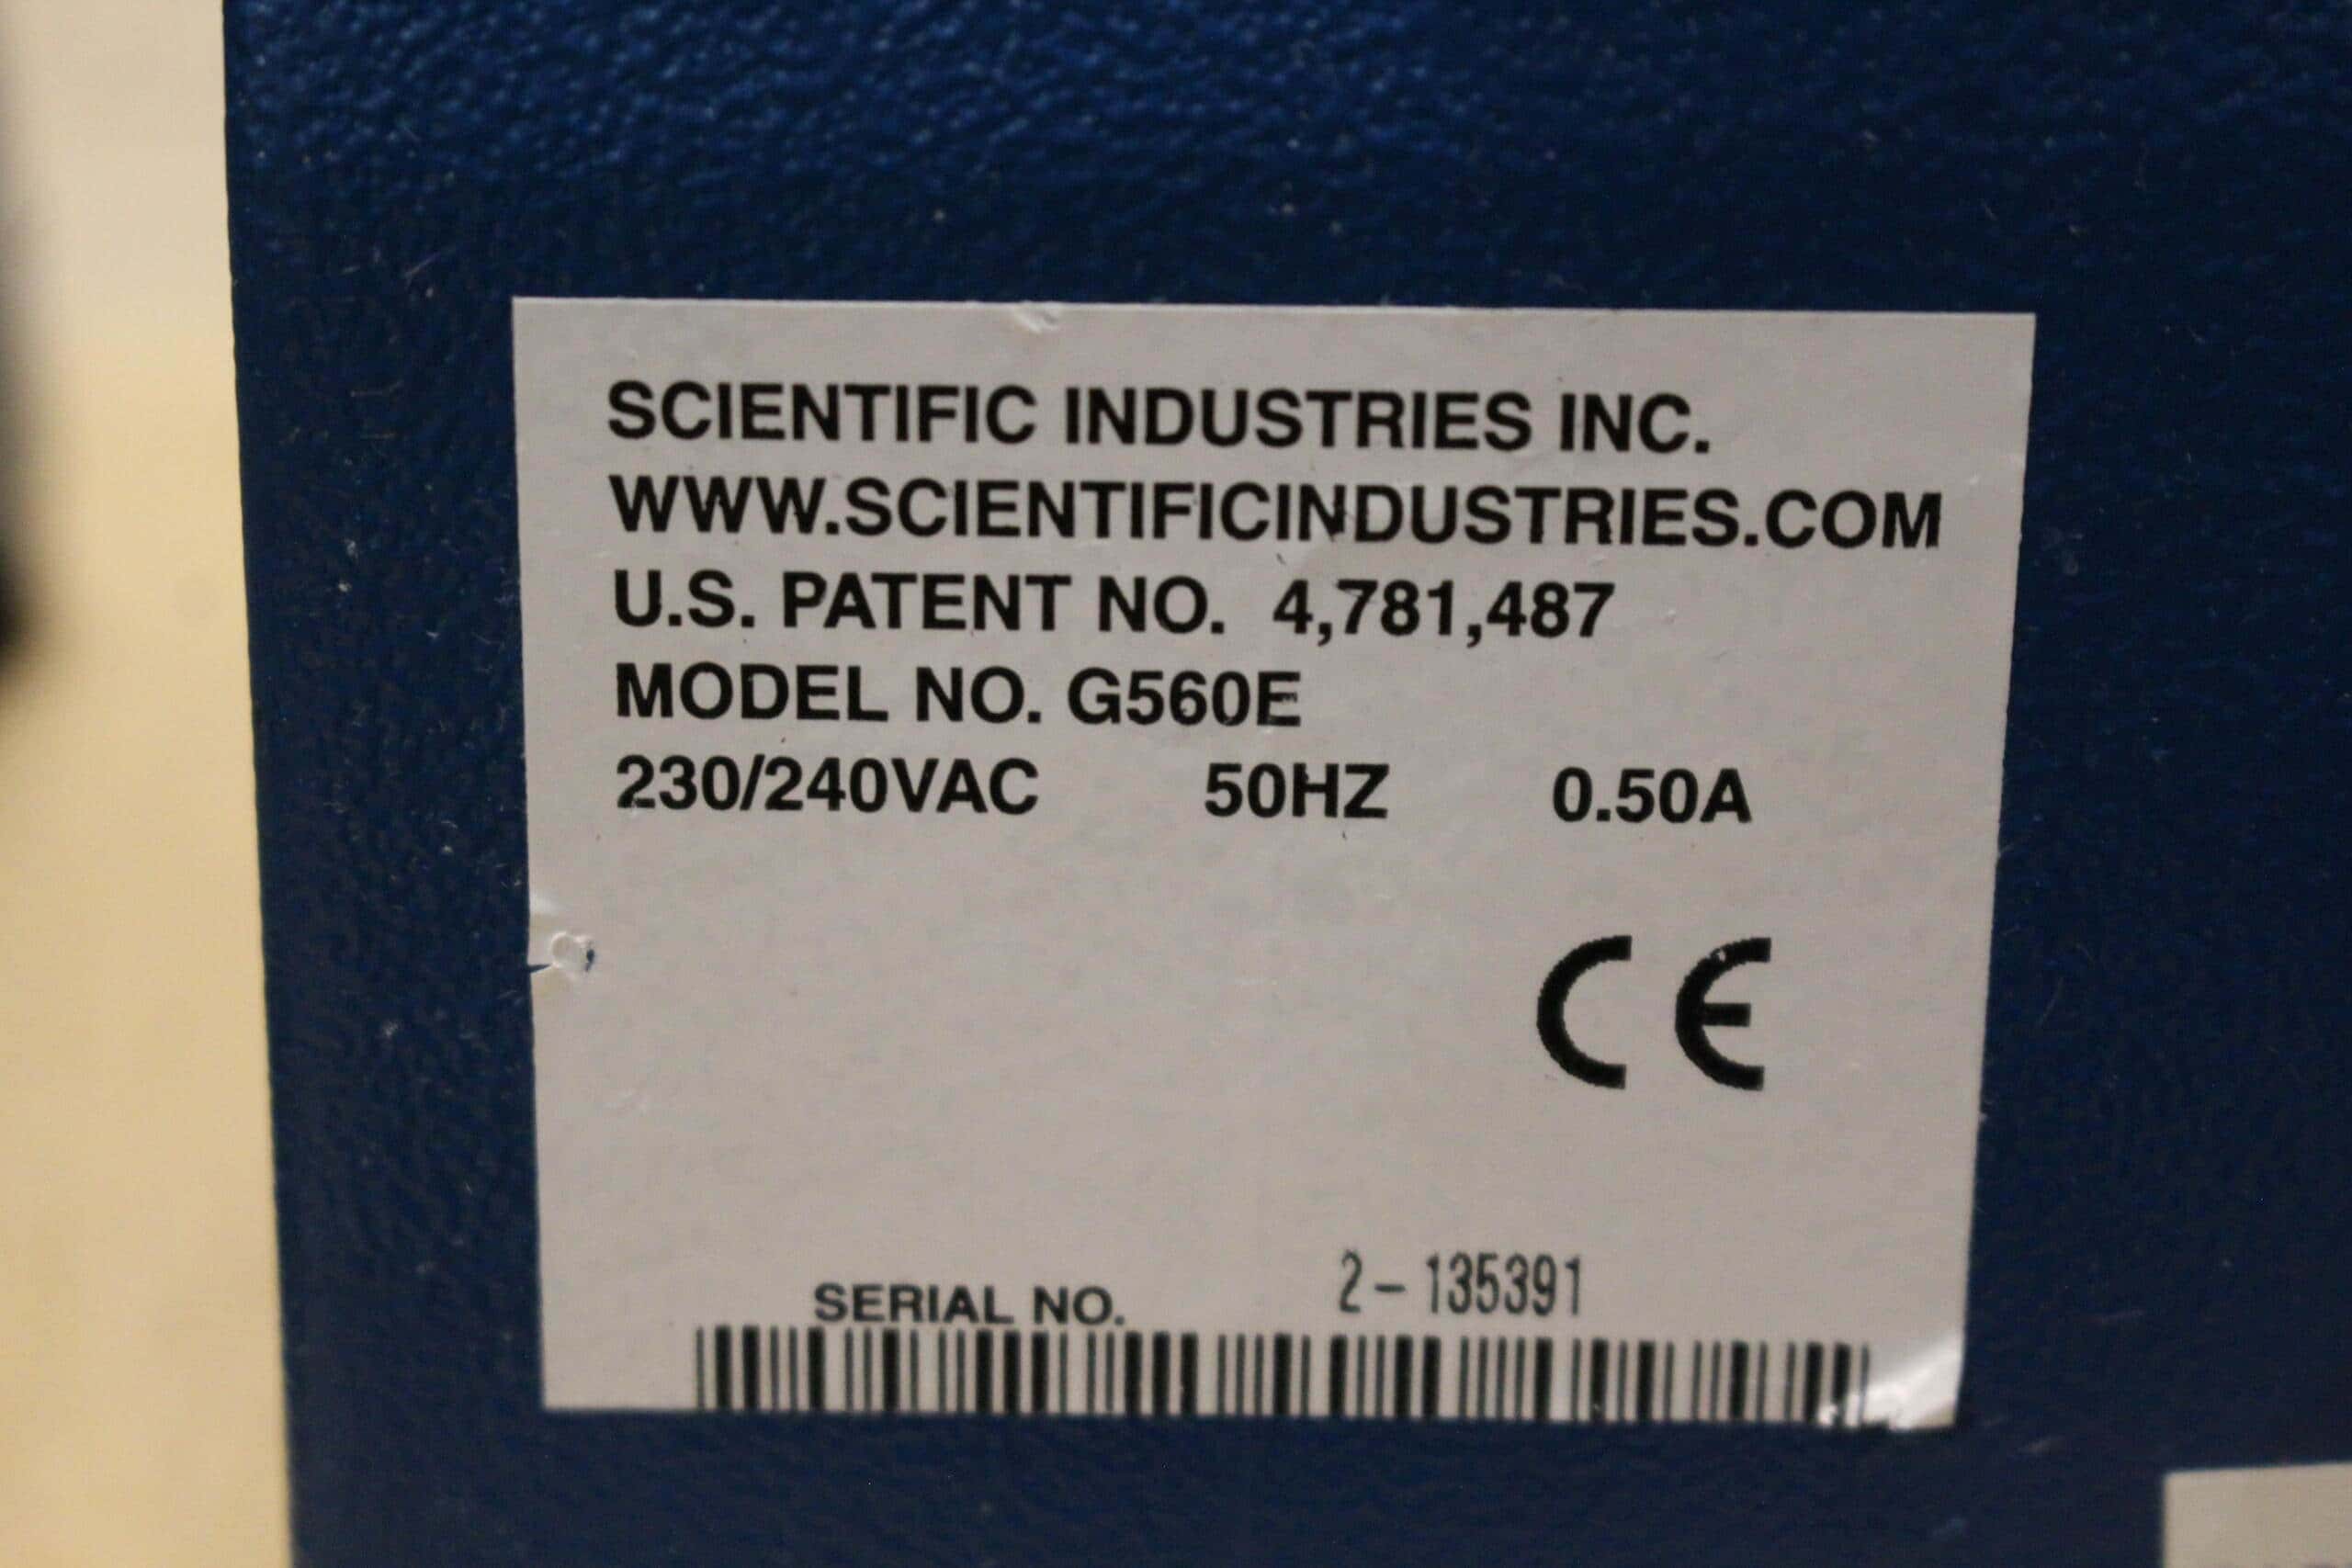 SCIENTIFIC INDUSTRIES INC.
WWW.SCIENTIFICINDUSTRIES.COM
U.S. PATENT NO. 4,781,487
MODEL NO. G560E
230/240VAC 50HZ 0.50A
CE
SERIAL NO. 2-135391